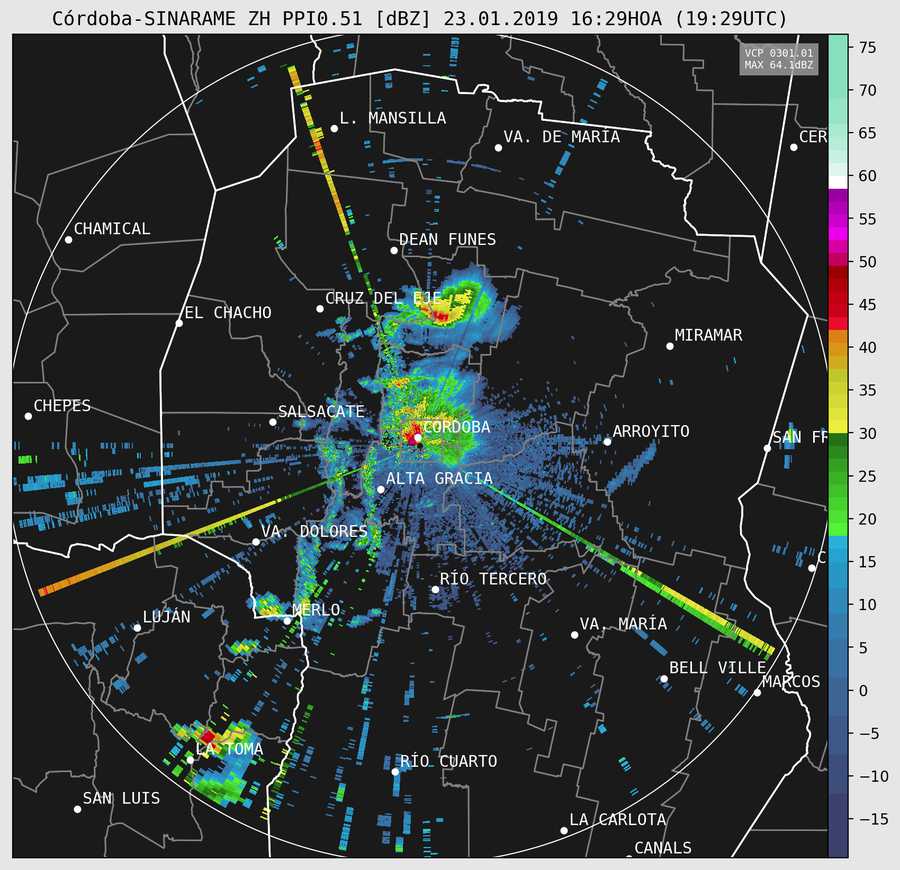 Córdoba-SINARAME ZH PPI0.51 [dBZ] 23.01.2019 16:29HOA (19:29UTC)
VCP 0301.01
MAX 64.1dBZ
L. MANSILLA
VA. DE MARÍA
CER
CHAMICAL
DEAN FUNES
CRUZ DEL EJE
EL CHACHO
MIRAMAR
CHEPES
SALSACATE
CÓRDOBA
ARROYITO
SAN FR
ALTA GRACIA
VA. DOLORES
C
RÍO TERCERO
MERLO
LUJÁN
VA. MARÍA
BELL VILLE
MARCOS
LA TOMA
RÍO CUARTO
SAN LUIS
LA CARLOTA
CANALS
75
70
65
60
55
50
45
40
35
30
25
20
15
10
5
0
−5
−10
−15